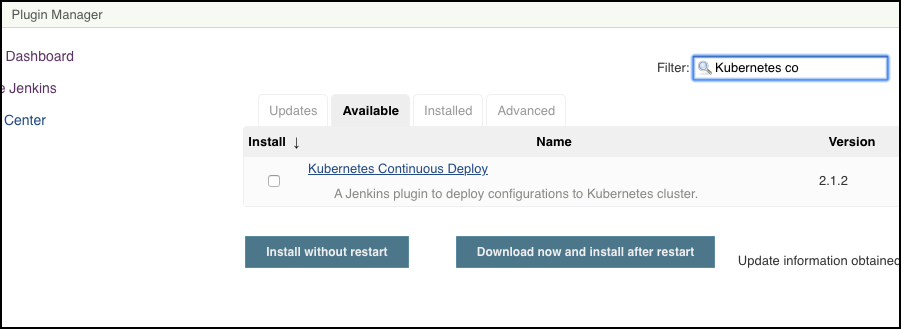 Plugin Manager
Dashboard
Filter: Kubernetes co
e Jenkins
Center
Updates Available Installed Advanced
Install ↓ Name Version
Kubernetes Continuous Deploy
A Jenkins plugin to deploy configurations to Kubernetes cluster.
2.1.2
Install without restart Download now and install after restart
Update information obtained